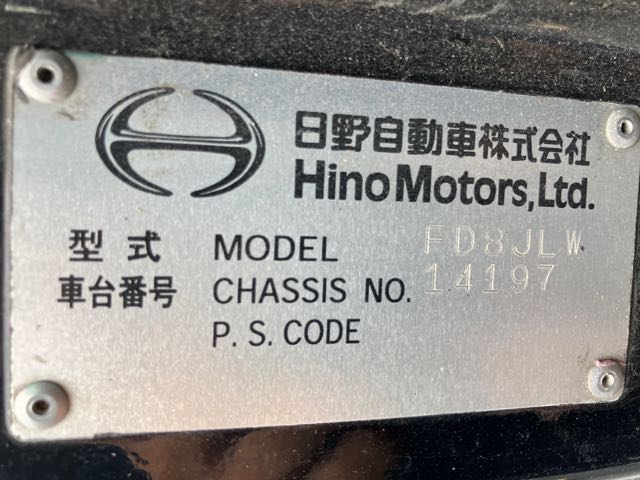 日野自動車株式会社
Hino Motors, Ltd.
型式 MODEL FD8JLW
車台番号 CHASSIS NO. 14197
P. S. CODE